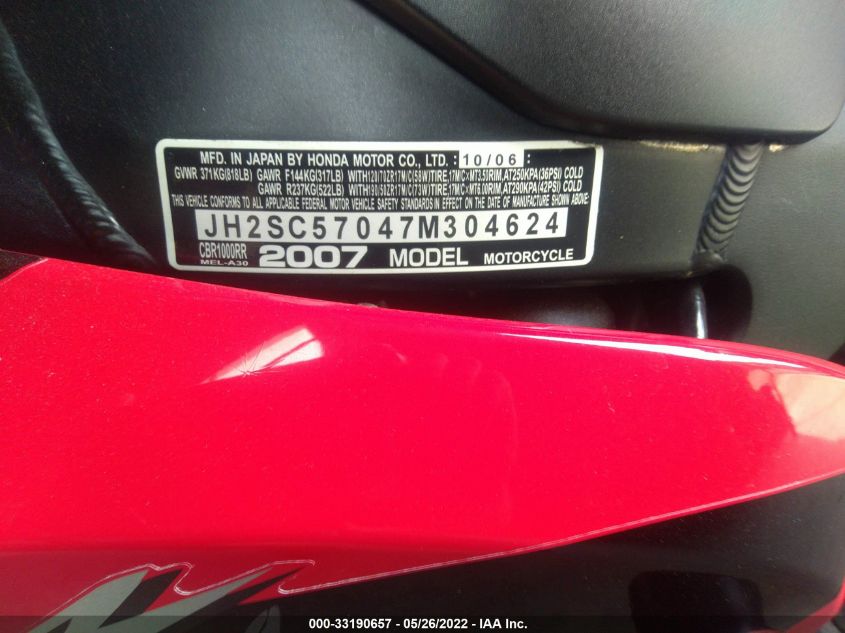 MFD. IN JAPAN BY HONDA MOTOR CO., LTD. : 10/06 :
GVWR 371KG(818LB) GAWR F144KG(317LB) WITH120/70ZR17M/C(58W)TIRE,17M/C×MT3.50RIM,AT250KPA(36PSI) COLD
GAWR R237KG(522LB) WITH190/50ZR17M/C(73W)TIRE,17M/C×MT6.00RIM,AT290KPA(42PSI) COLD
THIS VEHICLE CONFORMS TO ALL APPLICABLE FEDERAL MOTOR VEHICLE SAFETY STANDARDS IN EFFECT ON THE DATE OF MANUFACTURE SHOWN ABOVE.
JH2SC57047M304624
CBR1000RR
MEL-A30
2007 MODEL MOTORCYCLE
000-33190657 - 05/26/2022 - IAA Inc.